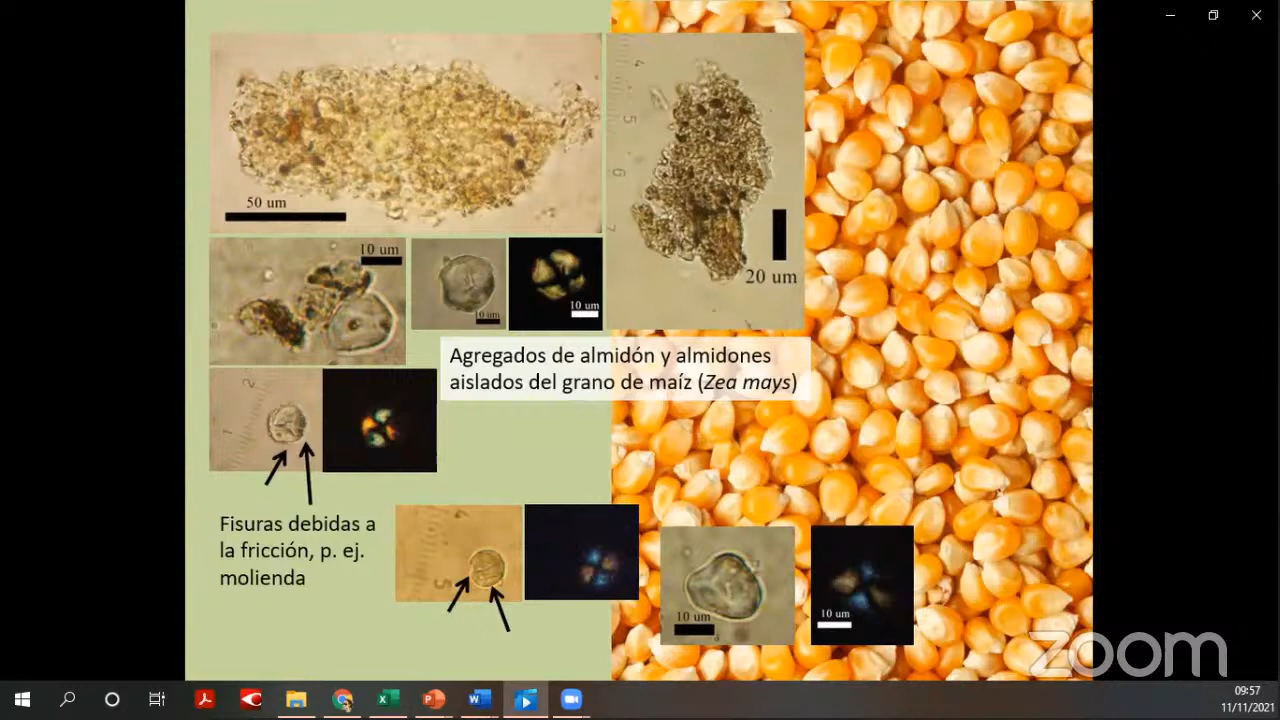 50 um
20 um
10 um
10 um
10 um
Agregados de almidón y almidones
aislados del grano de maíz (Zea mays)
Fisuras debidas a
la fricción, p. ej.
molienda
10 um
10 um
zoom
09:57
11/11/2021